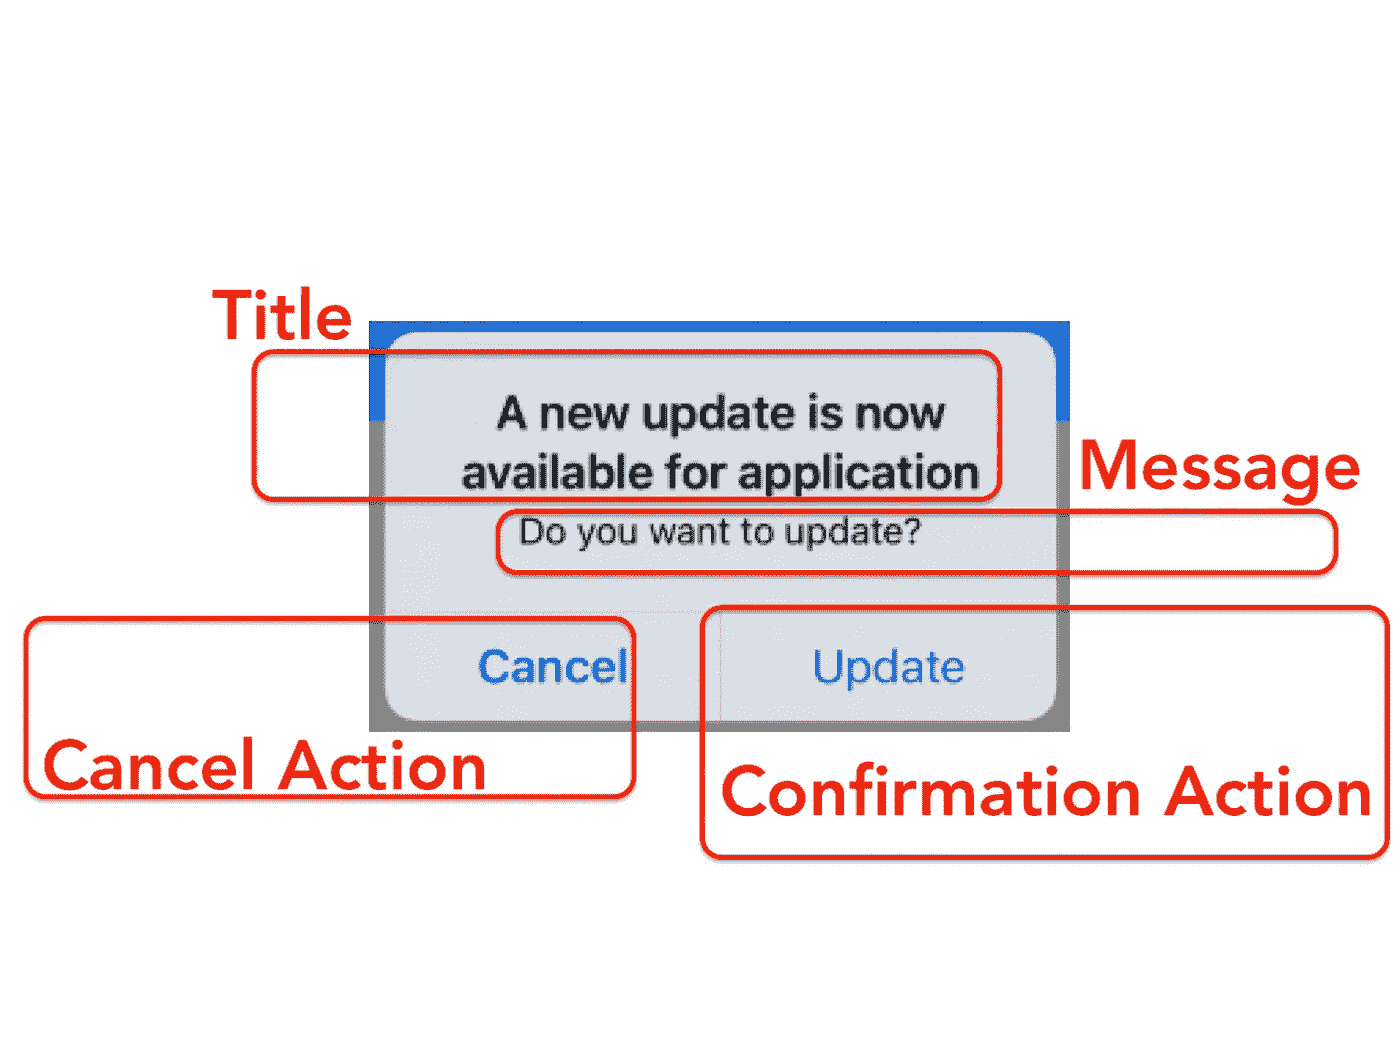 Title
A new update is now
available for application
Message
Do you want to update?
Cancel
Update
Cancel Action
Confirmation Action